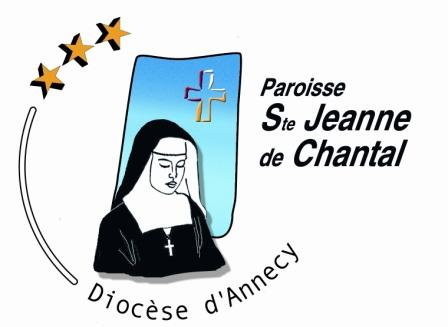 Paroisse
Ste Jeanne
de Chantal
Diocèse d'Annecy